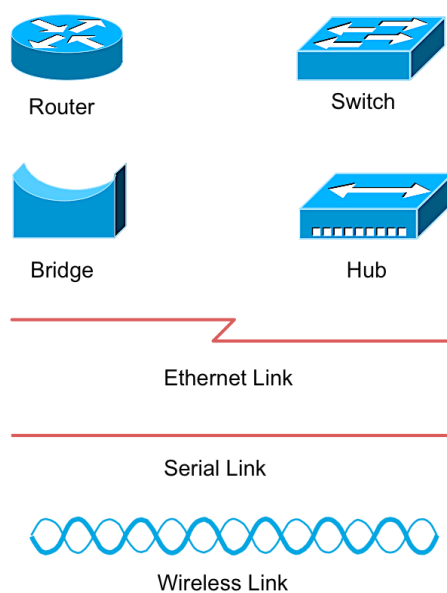 Router
Switch
Bridge
Hub
Ethernet Link
Serial Link
Wireless Link